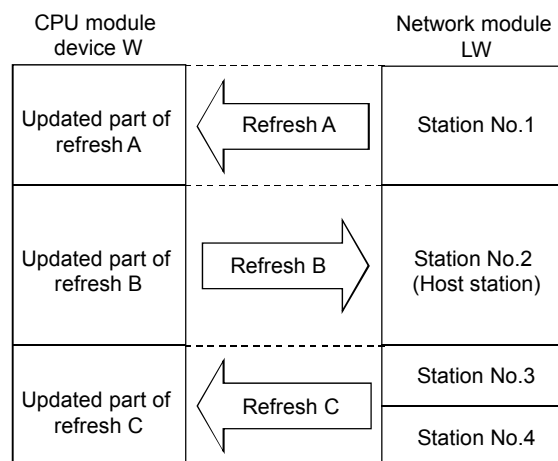 CPU module
device W
Network module
LW
Updated part of
refresh A
Refresh A
Station No.1
Updated part of
refresh B
Refresh B
Station No.2
(Host station)
Updated part of
refresh C
Refresh C
Station No.3
Station No.4